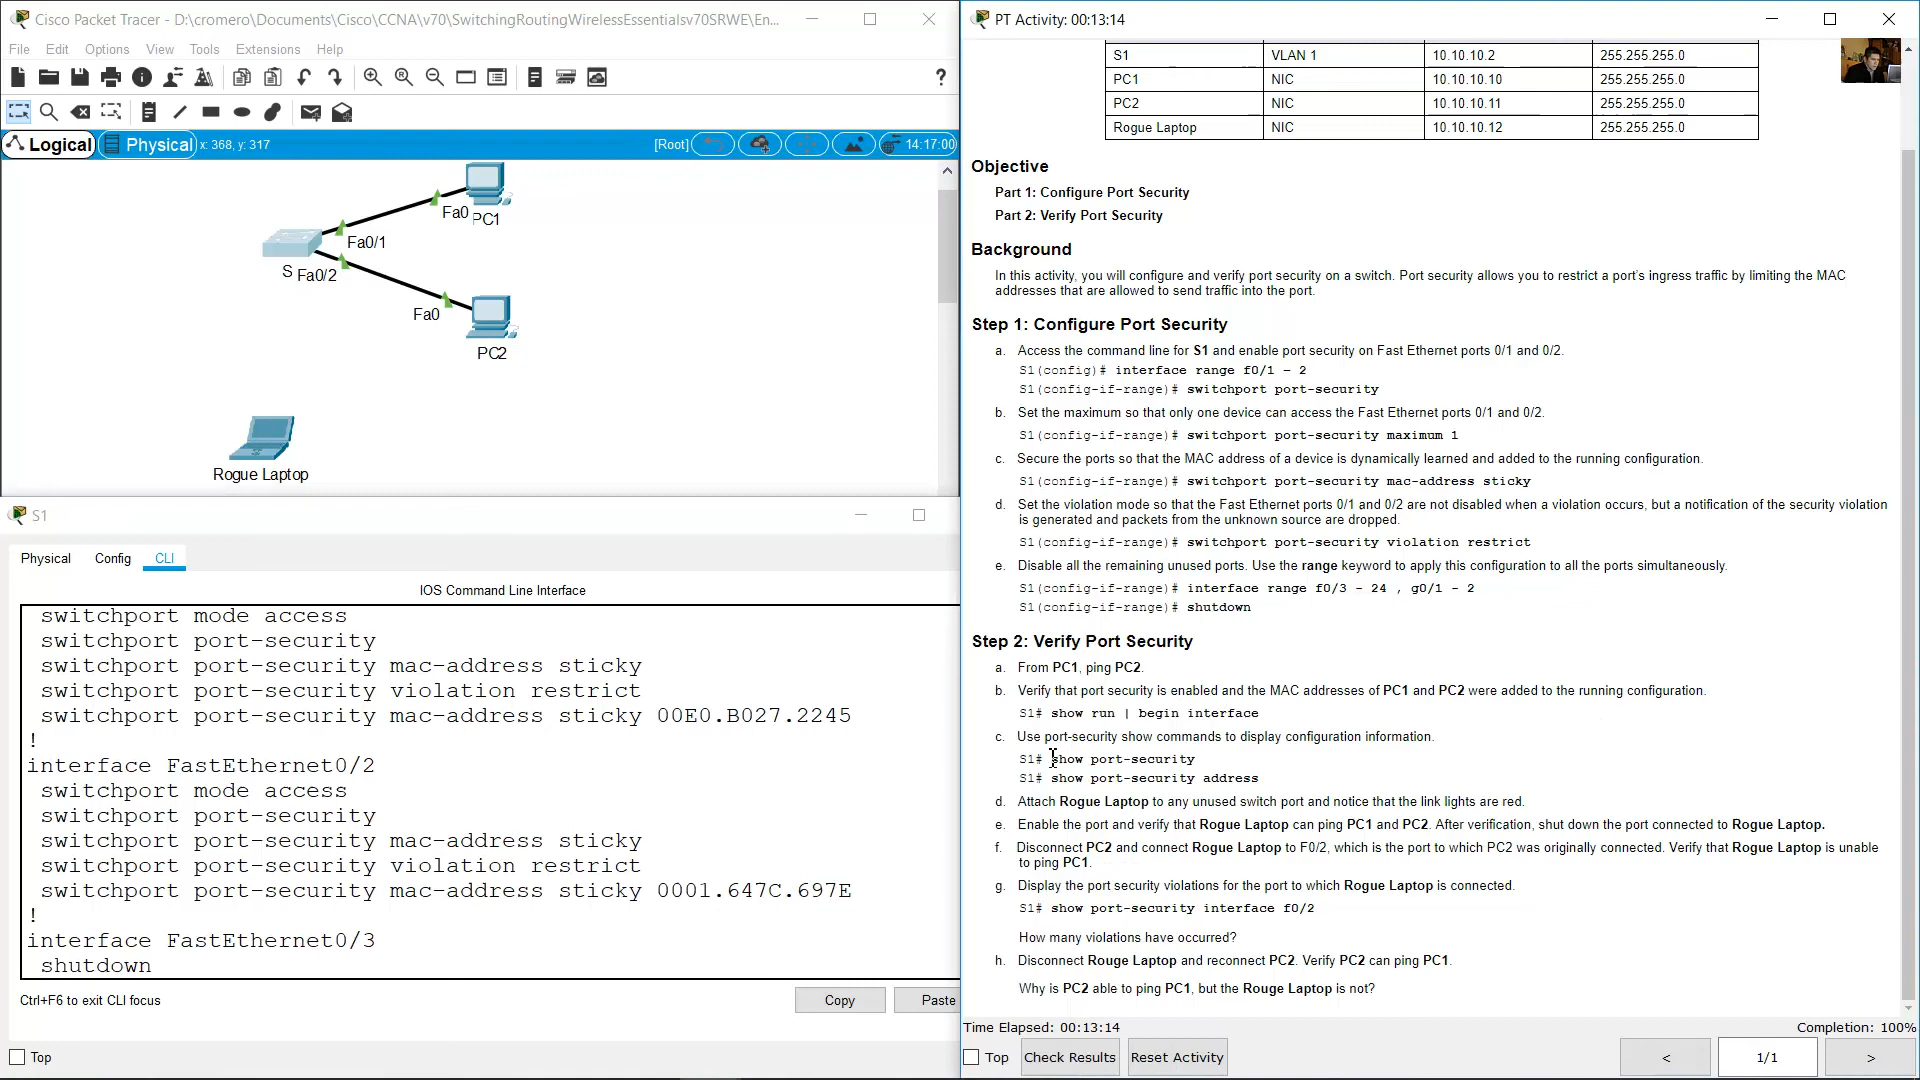 Cisco Packet Tracer - D:\cromero\Documents\Cisco\CCNA\v70\SwitchingRoutingWirelessEssentialsv70SRWE\En...
File Edit Options View Tools Extensions Help
?
Logical Physical x: 368, y: 317 [Root] 14:17:00
Fa0 PC1
Fa0/1
S Fa0/2
Fa0
PC2
Rogue Laptop
S1
Physical Config CLI
IOS Command Line Interface
switchport mode access
switchport port-security
switchport port-security mac-address sticky
switchport port-security violation restrict
switchport port-security mac-address sticky 00E0.B027.2245
!
interface FastEthernet0/2
switchport mode access
switchport port-security
switchport port-security mac-address sticky
switchport port-security violation restrict
switchport port-security mac-address sticky 0001.647C.697E
!
interface FastEthernet0/3
shutdown
Ctrl+F6 to exit CLI focus Copy Paste
Top
PT Activity: 00:13:14
S1 VLAN 1 10.10.10.2 255.255.255.0
PC1 NIC 10.10.10.10 255.255.255.0
PC2 NIC 10.10.10.11 255.255.255.0
Rogue Laptop NIC 10.10.10.12 255.255.255.0
Objective
Part 1: Configure Port Security
Part 2: Verify Port Security
Background
In this activity, you will configure and verify port security on a switch. Port security allows you to restrict a port's ingress traffic by limiting the MAC
addresses that are allowed to send traffic into the port.
Step 1: Configure Port Security
a. Access the command line for S1 and enable port security on Fast Ethernet ports 0/1 and 0/2.
S1(config)# interface range f0/1 – 2
S1(config-if-range)# switchport port-security
b. Set the maximum so that only one device can access the Fast Ethernet ports 0/1 and 0/2.
S1(config-if-range)# switchport port-security maximum 1
c. Secure the ports so that the MAC address of a device is dynamically learned and added to the running configuration.
S1(config-if-range)# switchport port-security mac-address sticky
d. Set the violation mode so that the Fast Ethernet ports 0/1 and 0/2 are not disabled when a violation occurs, but a notification of the security violation
is generated and packets from the unknown source are dropped.
S1(config-if-range)# switchport port-security violation restrict
e. Disable all the remaining unused ports. Use the range keyword to apply this configuration to all the ports simultaneously.
S1(config-if-range)# interface range f0/3 - 24 , g0/1 - 2
S1(config-if-range)# shutdown
Step 2: Verify Port Security
a. From PC1, ping PC2.
b. Verify that port security is enabled and the MAC addresses of PC1 and PC2 were added to the running configuration.
S1# show run | begin interface
c. Use port-security show commands to display configuration information.
S1# show port-security
S1# show port-security address
d. Attach Rogue Laptop to any unused switch port and notice that the link lights are red.
e. Enable the port and verify that Rogue Laptop can ping PC1 and PC2. After verification, shut down the port connected to Rogue Laptop.
f. Disconnect PC2 and connect Rogue Laptop to F0/2, which is the port to which PC2 was originally connected. Verify that Rogue Laptop is unable
to ping PC1.
g. Display the port security violations for the port to which Rogue Laptop is connected.
S1# show port-security interface f0/2
How many violations have occurred?
h. Disconnect Rouge Laptop and reconnect PC2. Verify PC2 can ping PC1.
Why is PC2 able to ping PC1, but the Rouge Laptop is not?
Time Elapsed: 00:13:14 Completion: 100%
Top Check Results Reset Activity < 1/1 >